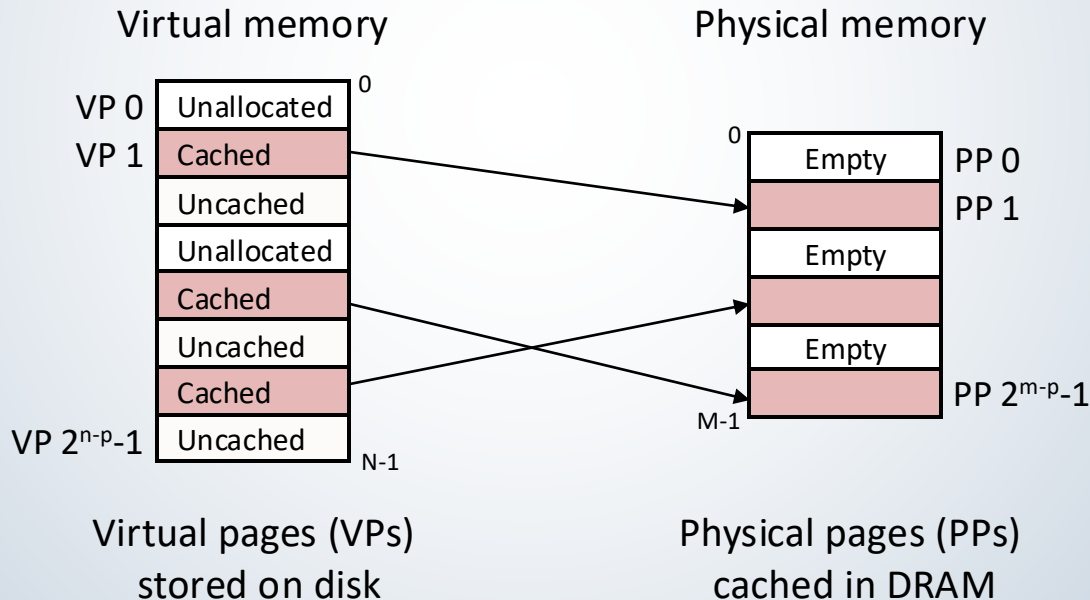 Virtual memory
Physical memory
0
VP 0 Unallocated
VP 1 Cached
Uncached
Unallocated
Cached
Uncached
Cached
VP 2ⁿ⁻ᵖ-1 Uncached
N-1
0
Empty PP 0
PP 1
Empty
Empty
PP 2ᵐ⁻ᵖ-1
M-1
Virtual pages (VPs)
stored on disk
Physical pages (PPs)
cached in DRAM